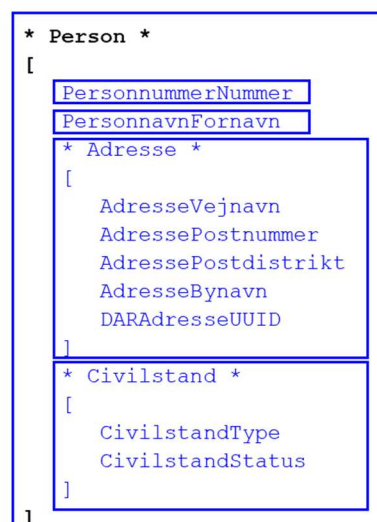 * Person *
[
PersonnummerNummer
PersonnavnFornavn
* Adresse *
[
AdresseVejnavn
AdressePostnummer
AdressePostdistrikt
AdresseBynavn
DARAdresseUUID
]
* Civilstand *
[
CivilstandType
CivilstandStatus
]
]